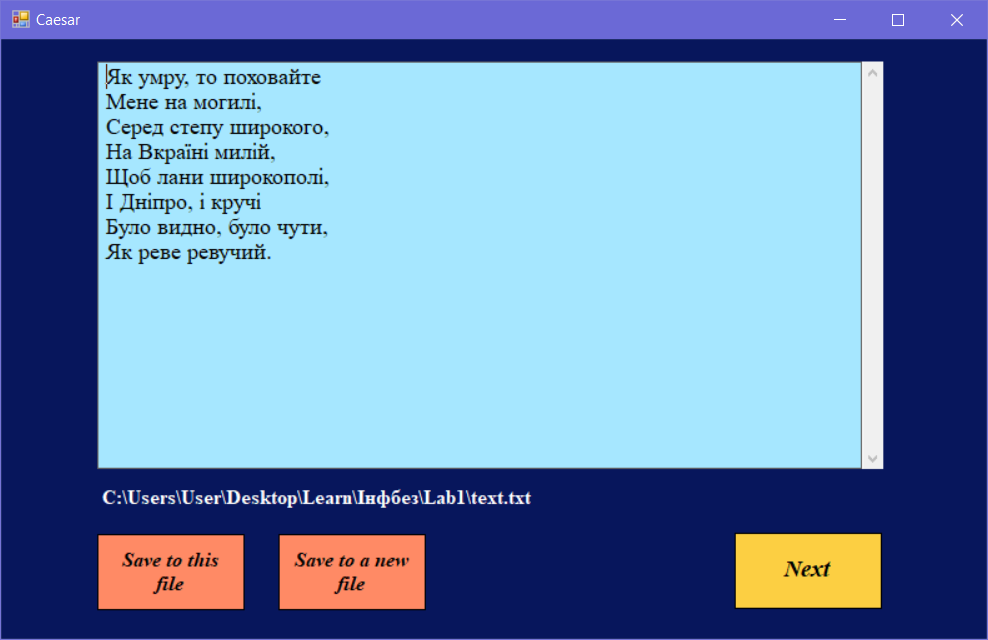 Caesar
Як умру, то поховайте
Мене на могилі,
Серед степу широкого,
На Вкраїні милій,
Щоб лани широкополі,
І Дніпро, і кручі
Було видно, було чути,
Як реве ревучий.
C:\Users\User\Desktop\Learn\Інфбез\Lab1\text.txt
Save to this
file
Save to a new
file
Next